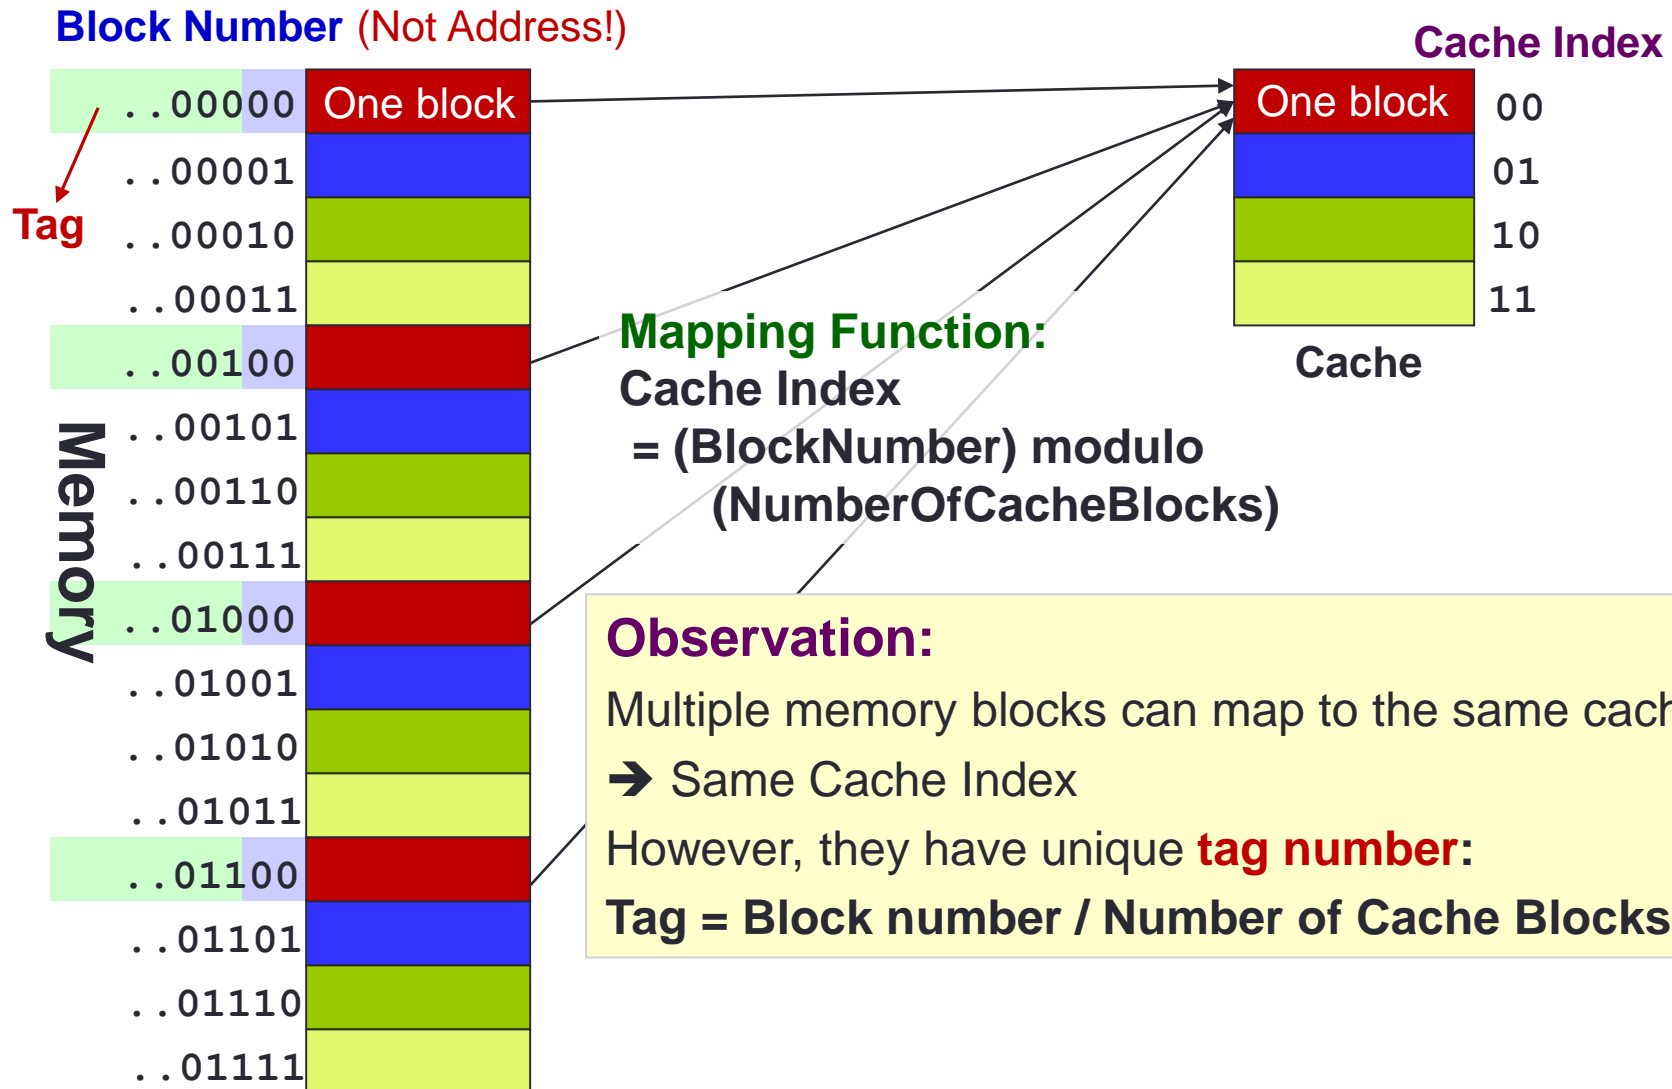 Block Number (Not Address!)
Cache Index
..00000 One block
One block 00
..00001
01
Tag
..00010
10
..00011
11
Mapping Function:
..00100
Cache
Cache Index
..00101
= (BlockNumber) modulo
Memory
..00110
(NumberOfCacheBlocks)
..00111
..01000
Observation:
..01001
Multiple memory blocks can map to the same cach
..01010
➔ Same Cache Index
..01011
However, they have unique tag number:
..01100
Tag = Block number / Number of Cache Blocks
..01101
..01110
..01111